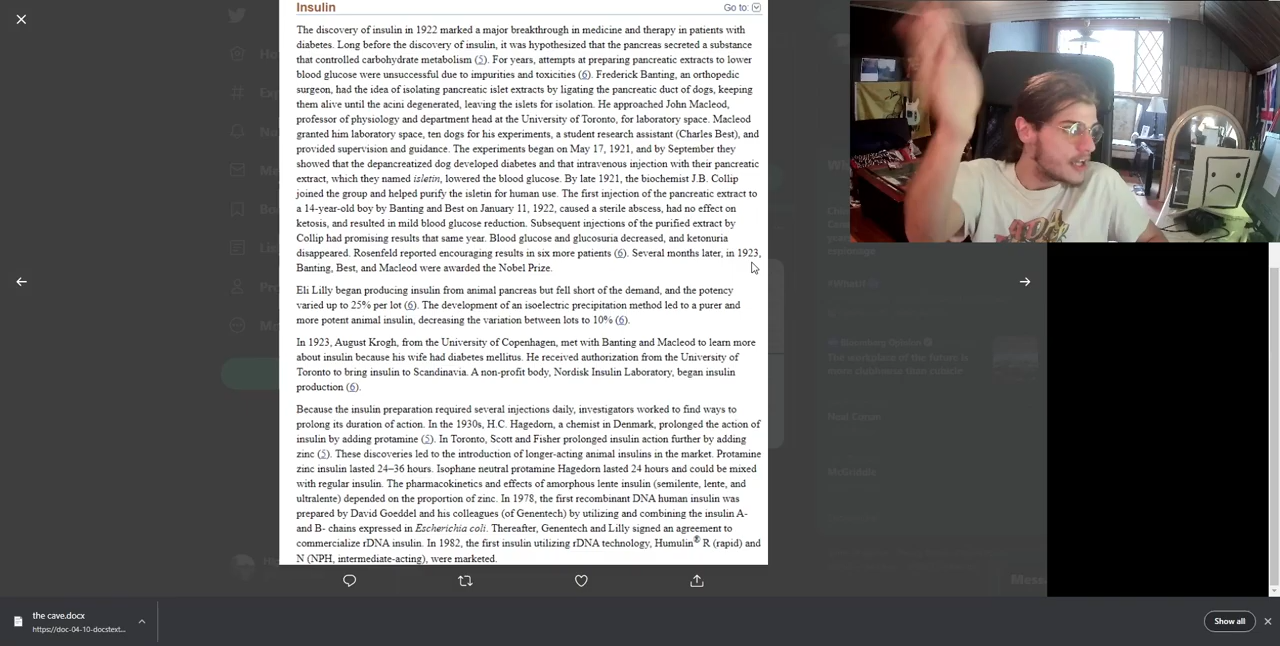 Insulin
Go to:
The discovery of insulin in 1922 marked a major breakthrough in medicine and therapy in patients with
diabetes. Long before the discovery of insulin, it was hypothesized that the pancreas secreted a substance
that controlled carbohydrate metabolism (5). For years, attempts at preparing pancreatic extracts to lower
blood glucose were unsuccessful due to impurities and toxicities (6). Frederick Banting, an orthopedic
surgeon, had the idea of isolating pancreatic islet extracts by ligating the pancreatic duct of dogs, keeping
them alive until the acini degenerated, leaving the islets for isolation. He approached John Macleod,
professor of physiology and department head at the University of Toronto, for laboratory space. Macleod
granted him laboratory space, ten dogs for his experiments, a student research assistant (Charles Best), and
provided supervision and guidance. The experiments began on May 17, 1921, and by September they
showed that the depancreatized dog developed diabetes and that intravenous injection with their pancreatic
extract, which they named isletin, lowered the blood glucose. By late 1921, the biochemist J.B. Collip
joined the group and helped purify the isletin for human use. The first injection of the pancreatic extract to
a 14-year-old boy by Banting and Best on January 11, 1922, caused a sterile abscess, had no effect on
ketosis, and resulted in mild blood glucose reduction. Subsequent injections of the purified extract by
Collip had promising results that same year. Blood glucose and glucosuria decreased, and ketonuria
disappeared. Rosenfeld reported encouraging results in six more patients (6). Several months later, in 1923,
Banting, Best, and Macleod were awarded the Nobel Prize.
Eli Lilly began producing insulin from animal pancreas but fell short of the demand, and the potency
varied up to 25% per lot (6). The development of an isoelectric precipitation method led to a purer and
more potent animal insulin, decreasing the variation between lots to 10% (6).
In 1923, August Krogh, from the University of Copenhagen, met with Banting and Macleod to learn more
about insulin because his wife had diabetes mellitus. He received authorization from the University of
Toronto to bring insulin to Scandinavia. A non-profit body, Nordisk Insulin Laboratory, began insulin
production (6).
Because the insulin preparation required several injections daily, investigators worked to find ways to
prolong its duration of action. In the 1930s, H.C. Hagedorn, a chemist in Denmark, prolonged the action of
insulin by adding protamine (5). In Toronto, Scott and Fisher prolonged insulin action further by adding
zinc (5). These discoveries led to the introduction of longer-acting animal insulins in the market. Protamine
zinc insulin lasted 24–36 hours. Isophane neutral protamine Hagedorn lasted 24 hours and could be mixed
with regular insulin. The pharmacokinetics and effects of amorphous lente insulin (semilente, lente, and
ultralente) depended on the proportion of zinc. In 1978, the first recombinant DNA human insulin was
prepared by David Goeddel and his colleagues (of Genentech) by utilizing and combining the insulin A-
and B- chains expressed in Escherichia coli. Thereafter, Genentech and Lilly signed an agreement to
commercialize rDNA insulin. In 1982, the first insulin utilizing rDNA technology, Humulin® R (rapid) and
N (NPH, intermediate-acting), were marketed.
The workplace of the future is
more clubhouse than cubicle
the cave.docx
https://doc-04-10-docstext...
Show all